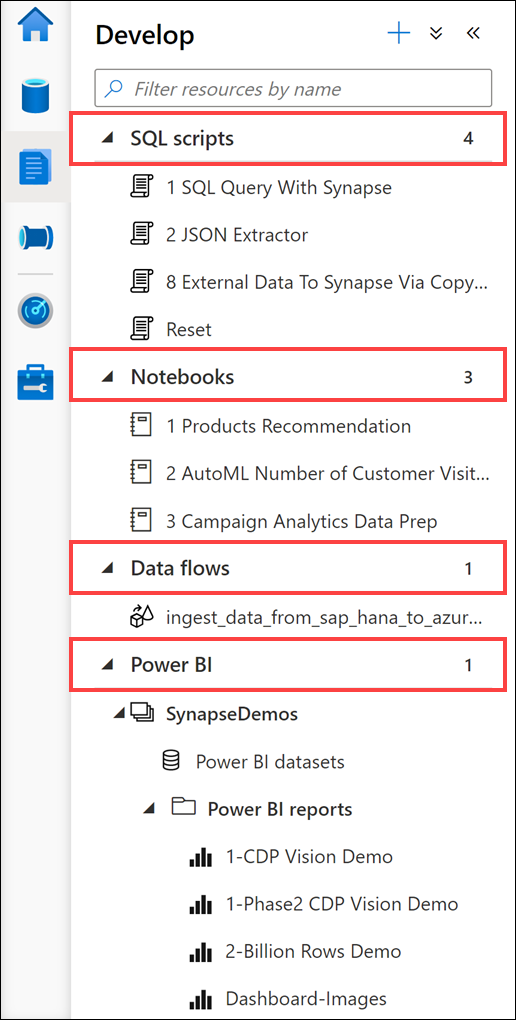 Develop
Filter resources by name
SQL scripts 4
1 SQL Query With Synapse
2 JSON Extractor
8 External Data To Synapse Via Copy...
Reset
Notebooks 3
1 Products Recommendation
2 AutoML Number of Customer Visit...
3 Campaign Analytics Data Prep
Data flows 1
ingest_data_from_sap_hana_to_azur...
Power BI 1
SynapseDemos
Power BI datasets
Power BI reports
1-CDP Vision Demo
1-Phase2 CDP Vision Demo
2-Billion Rows Demo
Dashboard-Images